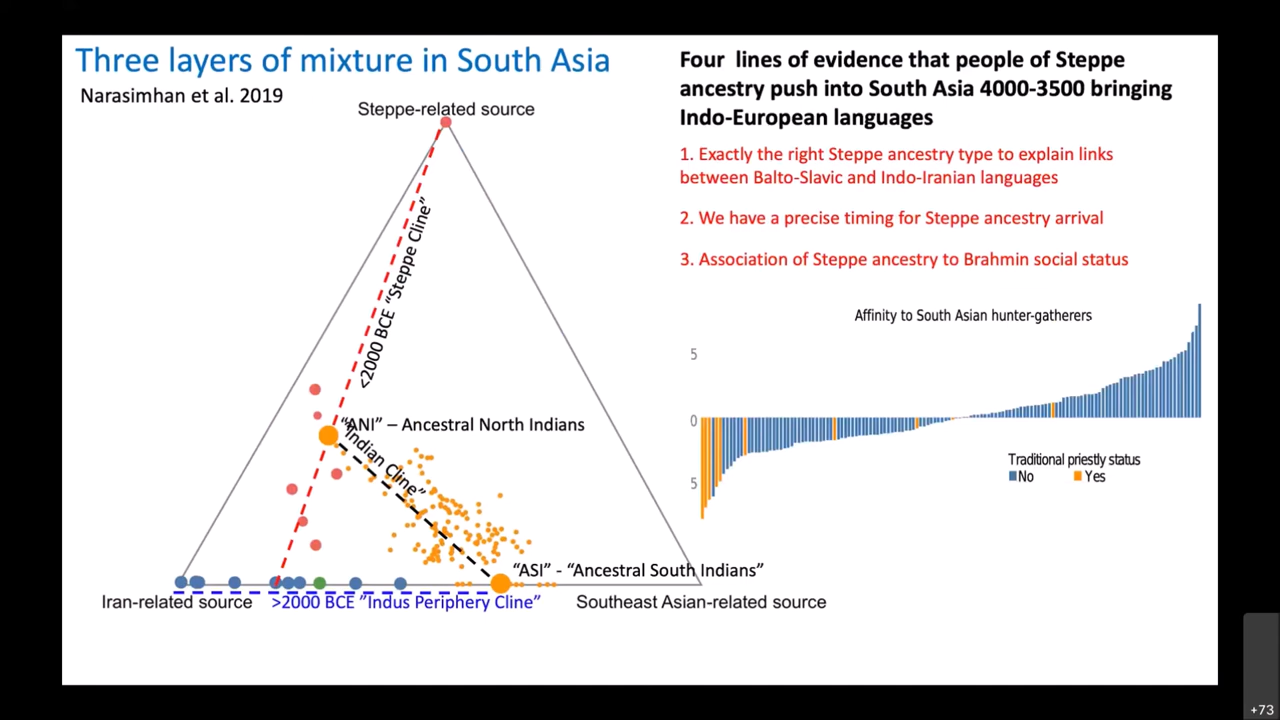 Three layers of mixture in South Asia
Narasimhan et al. 2019
Steppe-related source
<2000 BCE “Steppe Cline”
“ANI” – Ancestral North Indians
“Indian Cline”
“ASI” - “Ancestral South Indians”
Iran-related source
>2000 BCE “Indus Periphery Cline”
Southeast Asian-related source
Four lines of evidence that people of Steppe
ancestry push into South Asia 4000-3500 bringing
Indo-European languages
1. Exactly the right Steppe ancestry type to explain links
between Balto-Slavic and Indo-Iranian languages
2. We have a precise timing for Steppe ancestry arrival
3. Association of Steppe ancestry to Brahmin social status
Affinity to South Asian hunter-gatherers
5
0
5
Traditional priestly status
No Yes
+73